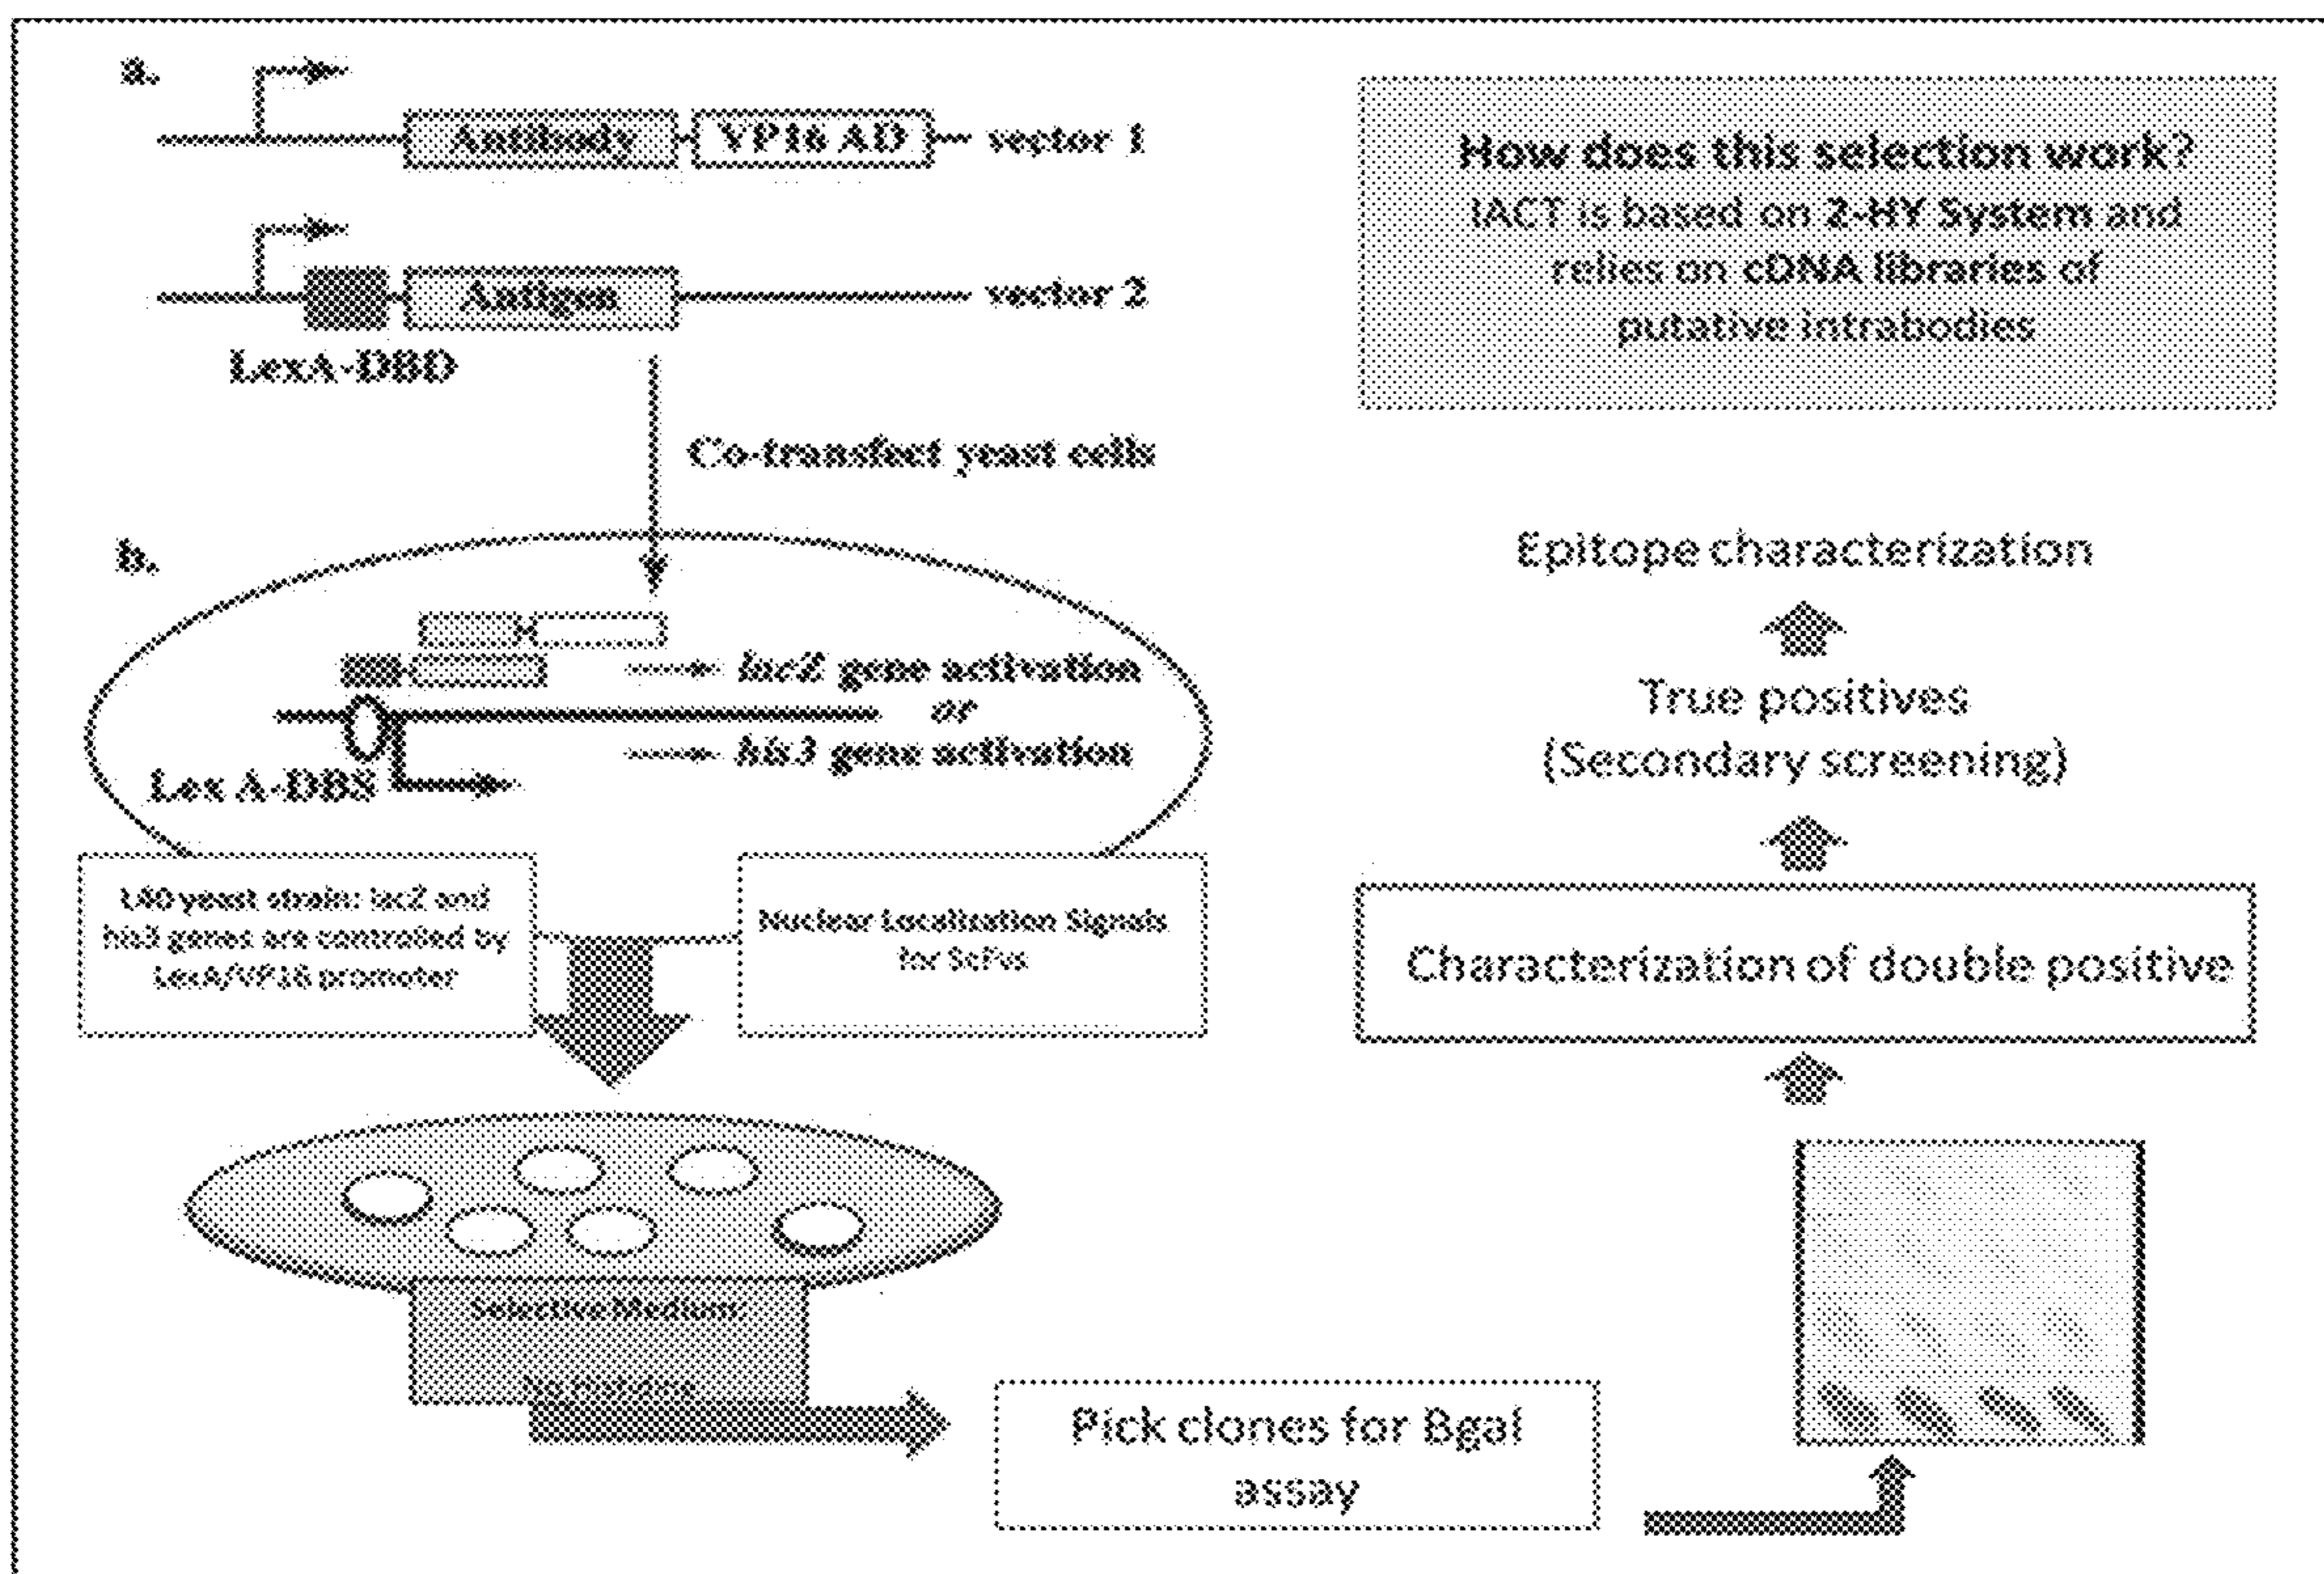 a.
Antibody VP16 AD vector 1
Antigen vector 2
LexA-DBD
Co-transfect yeast cells
b.
lacZ gene activation
or
his3 gene activation
Lex A-DBS
L40 yeast strain: lacZ and
his3 genes are controlled by
LexA/VP16 promoter
Nuclear Localization Signals
for ScFvs
Selective Medium
Pick clones for Bgal
assay
How does this selection work?
IACT is based on 2-HY System and
relies on cDNA libraries of
putative intrabodies
Epitope characterization
True positives
(Secondary screening)
Characterization of double positive